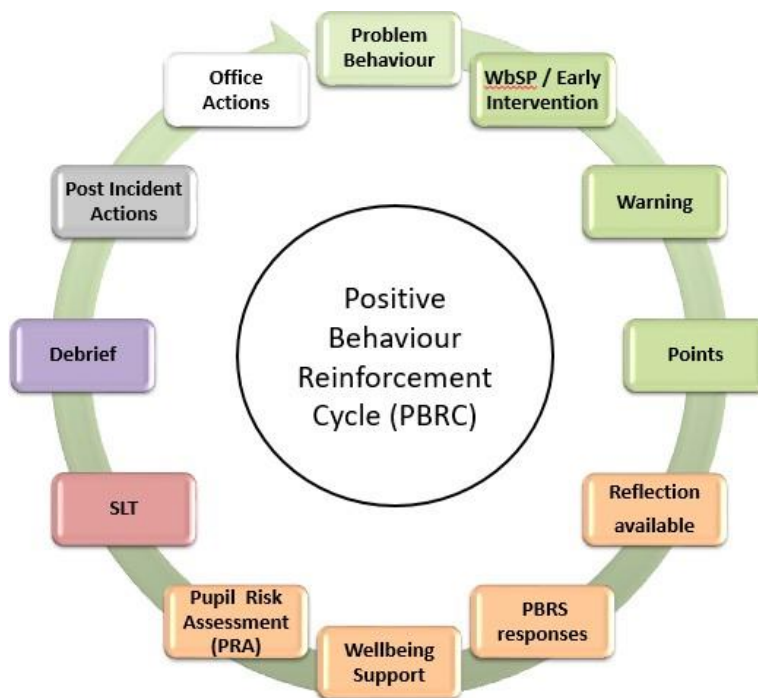 Problem
Behaviour
WbSP / Early
Intervention
Warning
Points
Reflection
available
PBRS
responses
Wellbeing
Support
Pupil Risk
Assessment
(PRA)
SLT
Debrief
Post Incident
Actions
Office
Actions
Positive
Behaviour
Reinforcement
Cycle (PBRC)